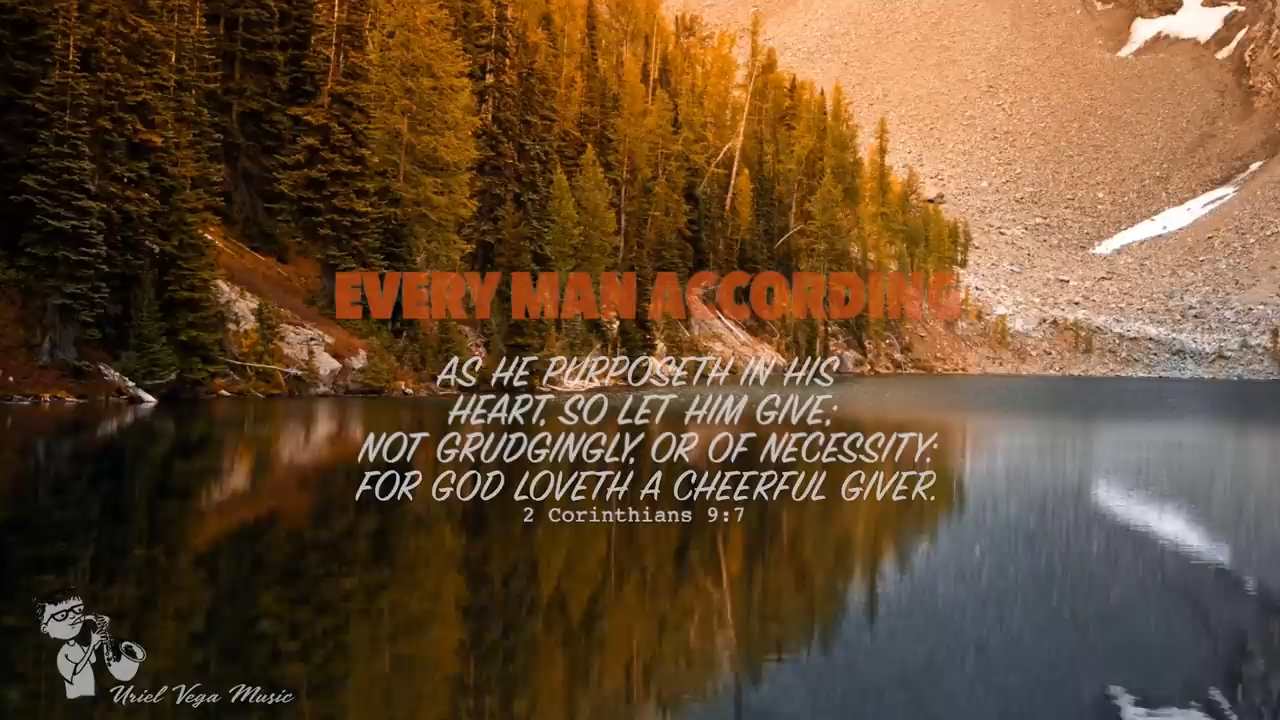 EVERY MAN ACCORDING
AS HE PURPOSETH IN HIS
HEART, SO LET HIM GIVE;
NOT GRUDGINGLY, OR OF NECESSITY:
FOR GOD LOVETH A CHEERFUL GIVER.
2 Corinthians 9:7
Uriel Vega Music